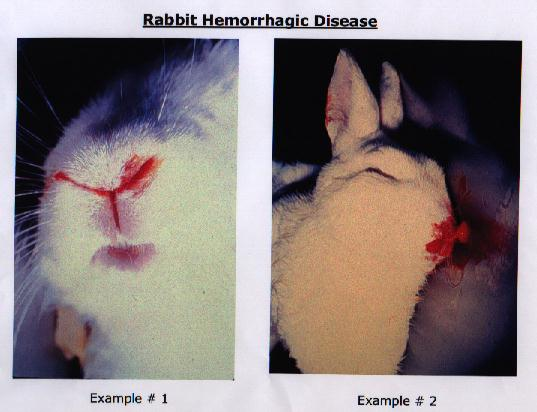 Rabbit Hemorrhagic Disease
Example # 1
Example # 2